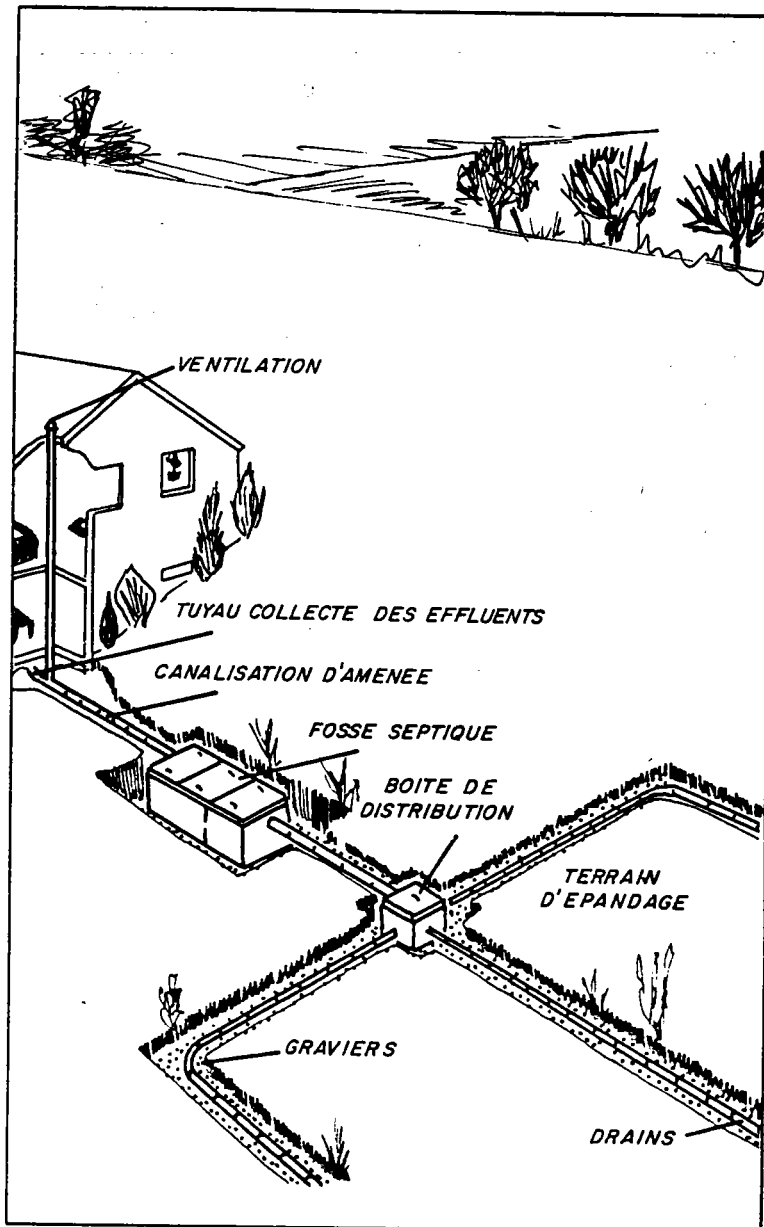 VENTILATION
TUYAU COLLECTE DES EFFLUENTS
CANALISATION D'AMENEE
FOSSE SEPTIQUE
BOITE DE
DISTRIBUTION
TERRAIN
D'EPANDAGE
GRAVIERS
DRAINS